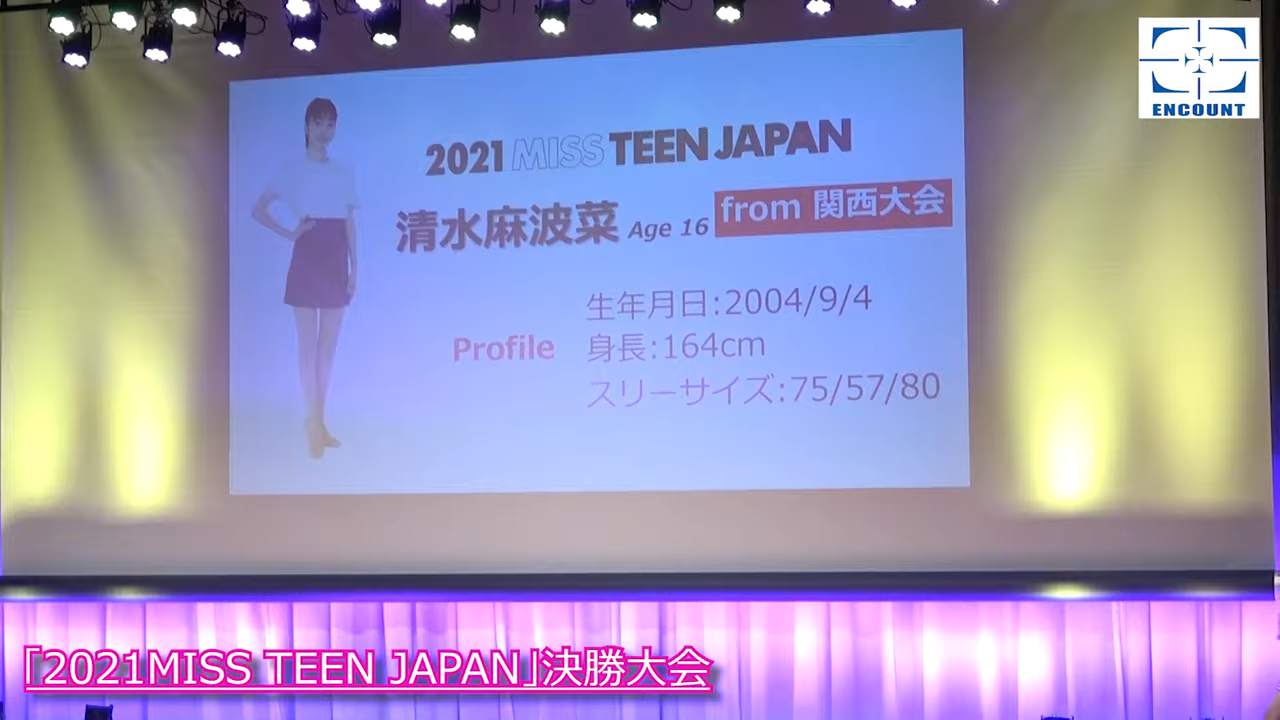 ENCOUNT
2021 MISS TEEN JAPAN
清水麻波菜 Age 16 from 関西大会
Profile
生年月日:2004/9/4
身長:164cm
スリーサイズ:75/57/80
「2021MISS TEEN JAPAN」決勝大会